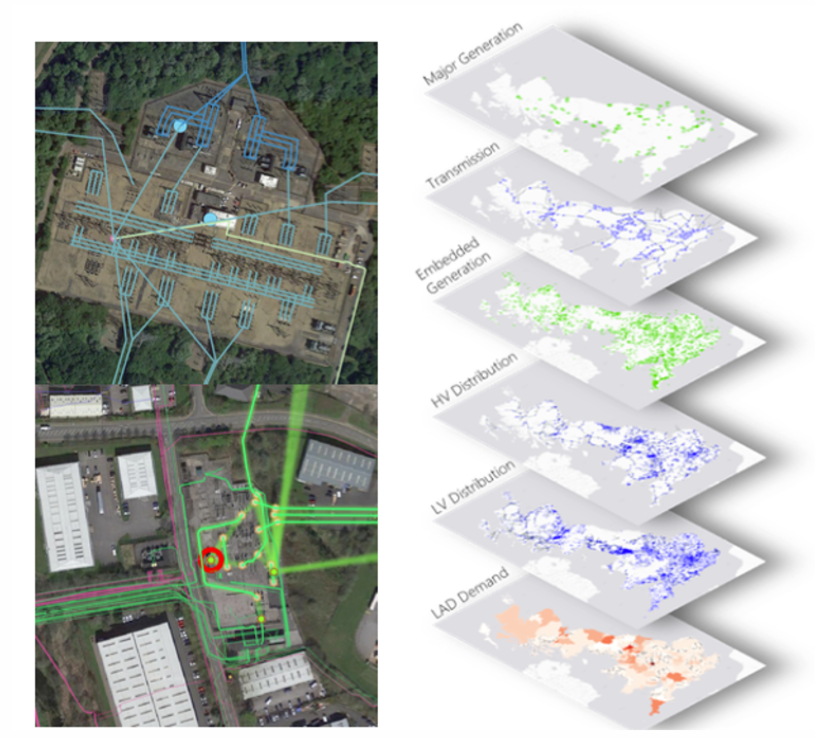 Major Generation
Transmission
Embedded
Generation
HV Distribution
LV Distribution
LAD Demand